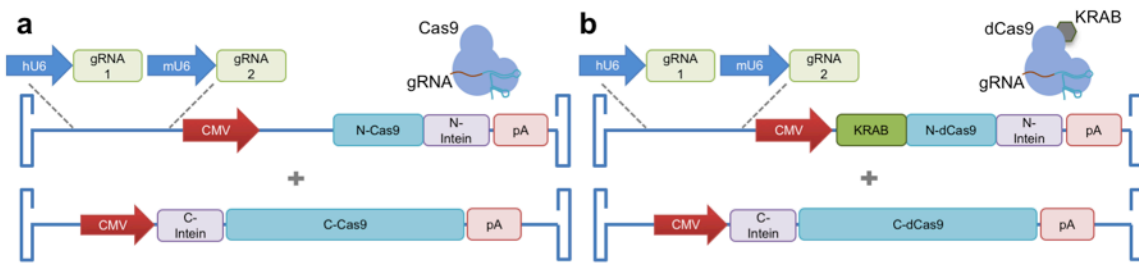 a
Cas9
gRNA
hU6
gRNA
1
mU6
gRNA
2
CMV
N-Cas9
N-
Intein
pA
+
CMV
C-
Intein
C-Cas9
pA
b
KRAB
dCas9
gRNA
hU6
gRNA
1
mU6
gRNA
2
CMV
KRAB
N-dCas9
N-
Intein
pA
+
CMV
C-
Intein
C-dCas9
pA